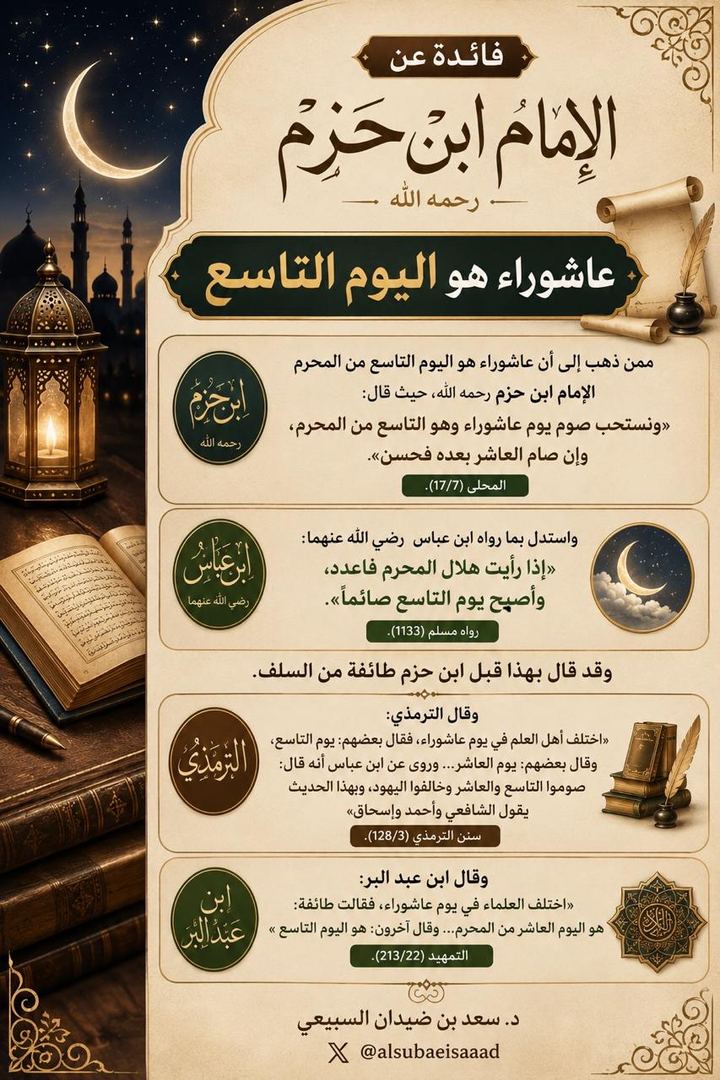 فائدة عن
الإمام ابن حزم
رحمه الله
عاشوراء هو اليوم التاسع
ممن ذهب إلى أن عاشوراء هو اليوم التاسع من المحرم
الإمام ابن حزم رحمه الله، حيث قال:
«ونستحب صوم يوم عاشوراء وهو التاسع من المحرم،
وإن صام العاشر بعده فحسن».
المحلى (17/7).
ابن حزم
رحمه الله
واستدل بما رواه ابن عباس رضي الله عنهما:
«إذا رأيت هلال المحرم فاعدد،
وأصبح يوم التاسع صائماً».
رواه مسلم (1133).
ابن عباس
رضي الله عنهما
وقد قال بهذا قبل ابن حزم طائفة من السلف.
وقال الترمذي:
«اختلف أهل العلم في يوم عاشوراء، فقال بعضهم: يوم التاسع،
وقال بعضهم: يوم العاشر... وروى عن ابن عباس أنه قال:
صوموا التاسع والعاشر وخالفوا اليهود، وبهذا الحديث
يقول الشافعي وأحمد وإسحاق»
سنن الترمذي (128/3).
الترمذي
وقال ابن عبد البر:
«اختلف العلماء في يوم عاشوراء، فقالت طائفة:
هو اليوم العاشر من المحرم... وقال آخرون: هو اليوم التاسع »
التمهيد (213/22).
ابن
عبدالبر
د. سعد بن ضيدان السبيعي
@alsubaeisaaad